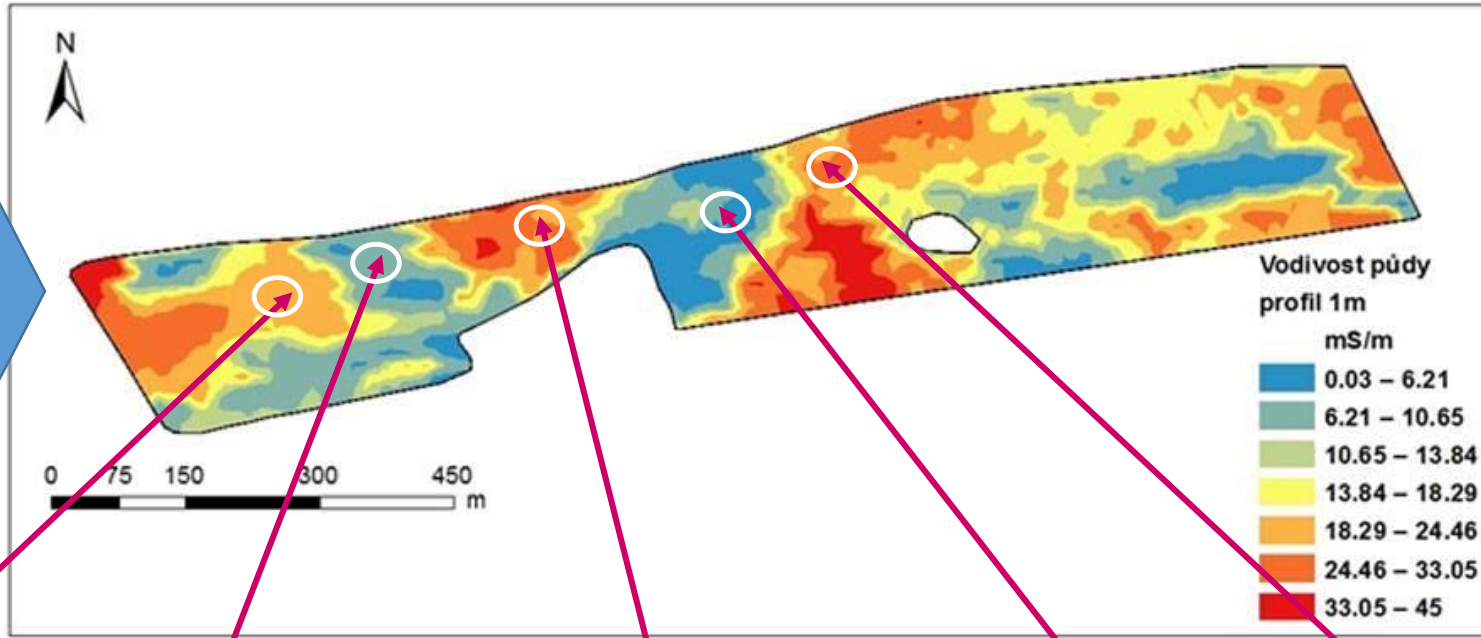 N
0 75 150 300 450
m
Vodivost půdy
profil 1m
mS/m
0.03 – 6.21
6.21 – 10.65
10.65 – 13.84
13.84 – 18.29
18.29 – 24.46
24.46 – 33.05
33.05 – 45